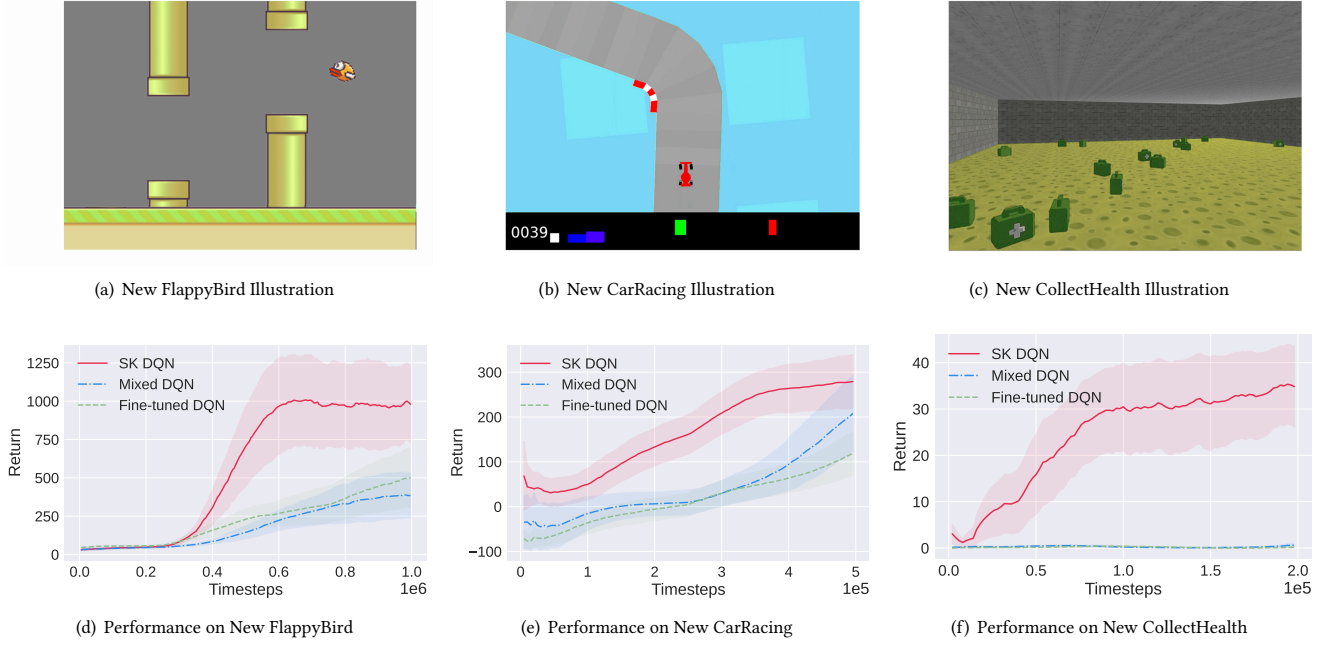 0039
(a) New FlappyBird Illustration
(b) New CarRacing Illustration
(c) New CollectHealth Illustration
SK DQN
Mixed DQN
Fine-tuned DQN
Return
1250
1000
750
500
250
0
0.0 0.2 0.4 0.6 0.8 1.0
Timesteps
1e6
(d) Performance on New FlappyBird
SK DQN
Mixed DQN
Fine-tuned DQN
Return
300
200
100
0
−100
0 1 2 3 4 5
Timesteps
1e5
(e) Performance on New CarRacing
SK DQN
Mixed DQN
Fine-tuned DQN
Return
40
30
20
10
0
0.0 0.5 1.0 1.5 2.0
Timesteps
1e5
(f) Performance on New CollectHealth